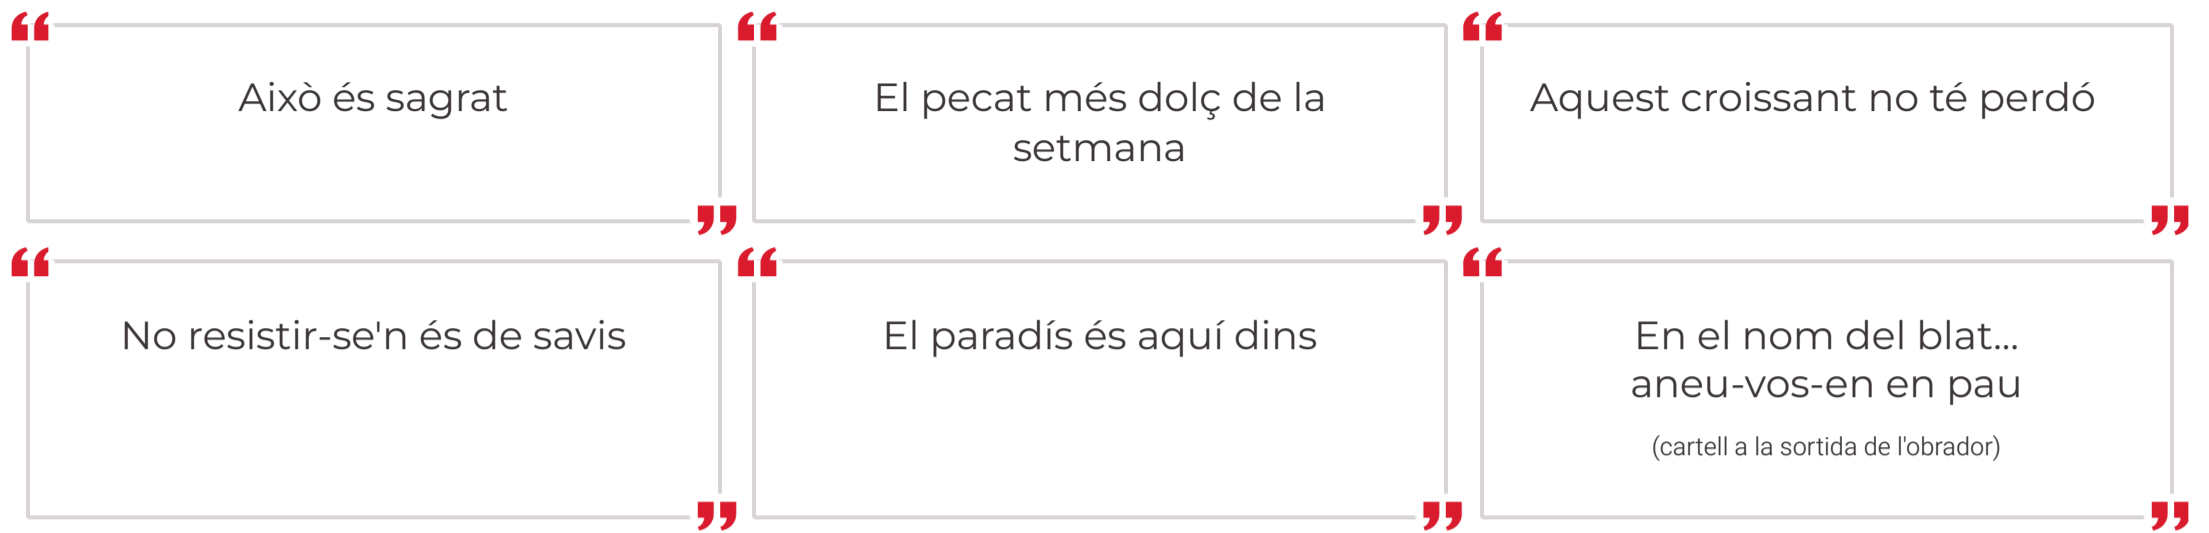 Això és sagrat
El pecat més dolç de la
setmana
Aquest croissant no té perdó
No resistir-se'n és de savis
El paradís és aquí dins
En el nom del blat...
aneu-vos-en en pau
(cartell a la sortida de l'obrador)